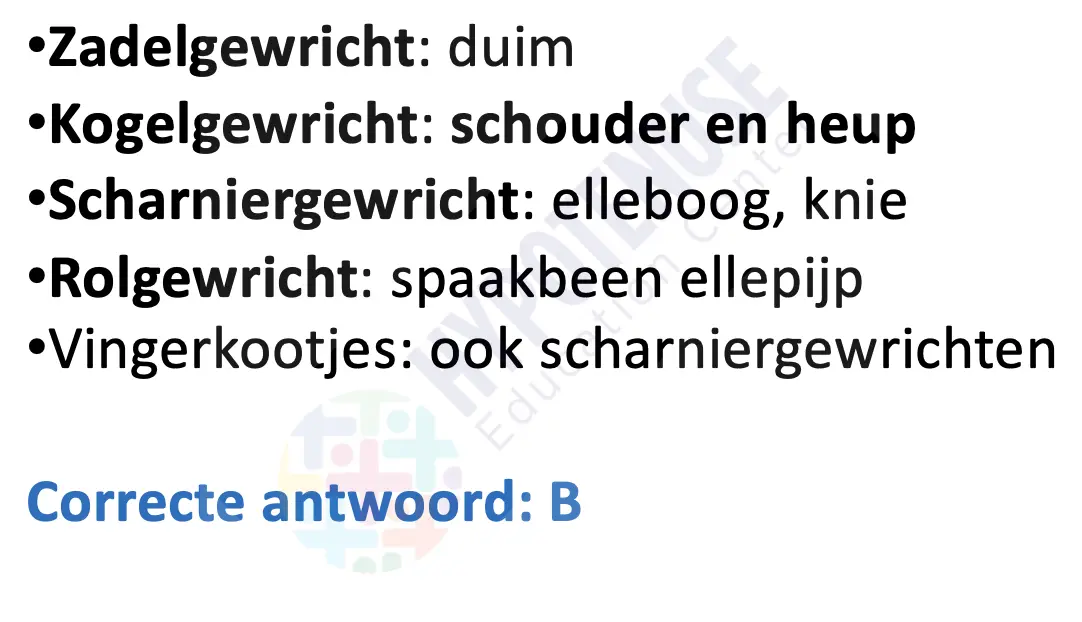 •Zadelgewricht: duim
•Kogelgewricht: schouder en heup
•Scharniergewricht: elleboog, knie
•Rolgewricht: spaakbeen ellepijp
•Vingerkootjes: ook scharniergewrichten
Correcte antwoord: B
HYPOTENUSE
Education Center